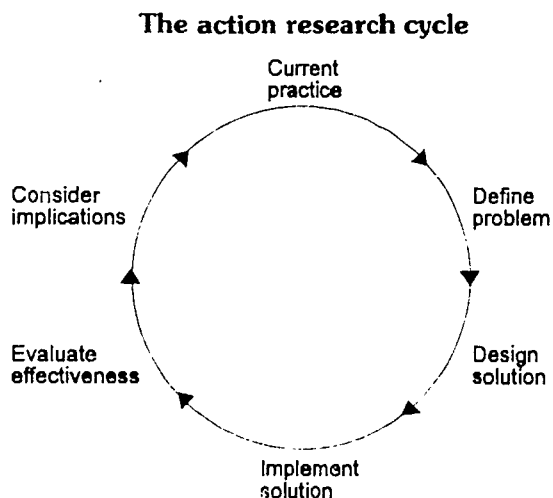 The action research cycle
Current
practice
Define
problem
Design
solution
Implement
solution
Evaluate
effectiveness
Consider
implications